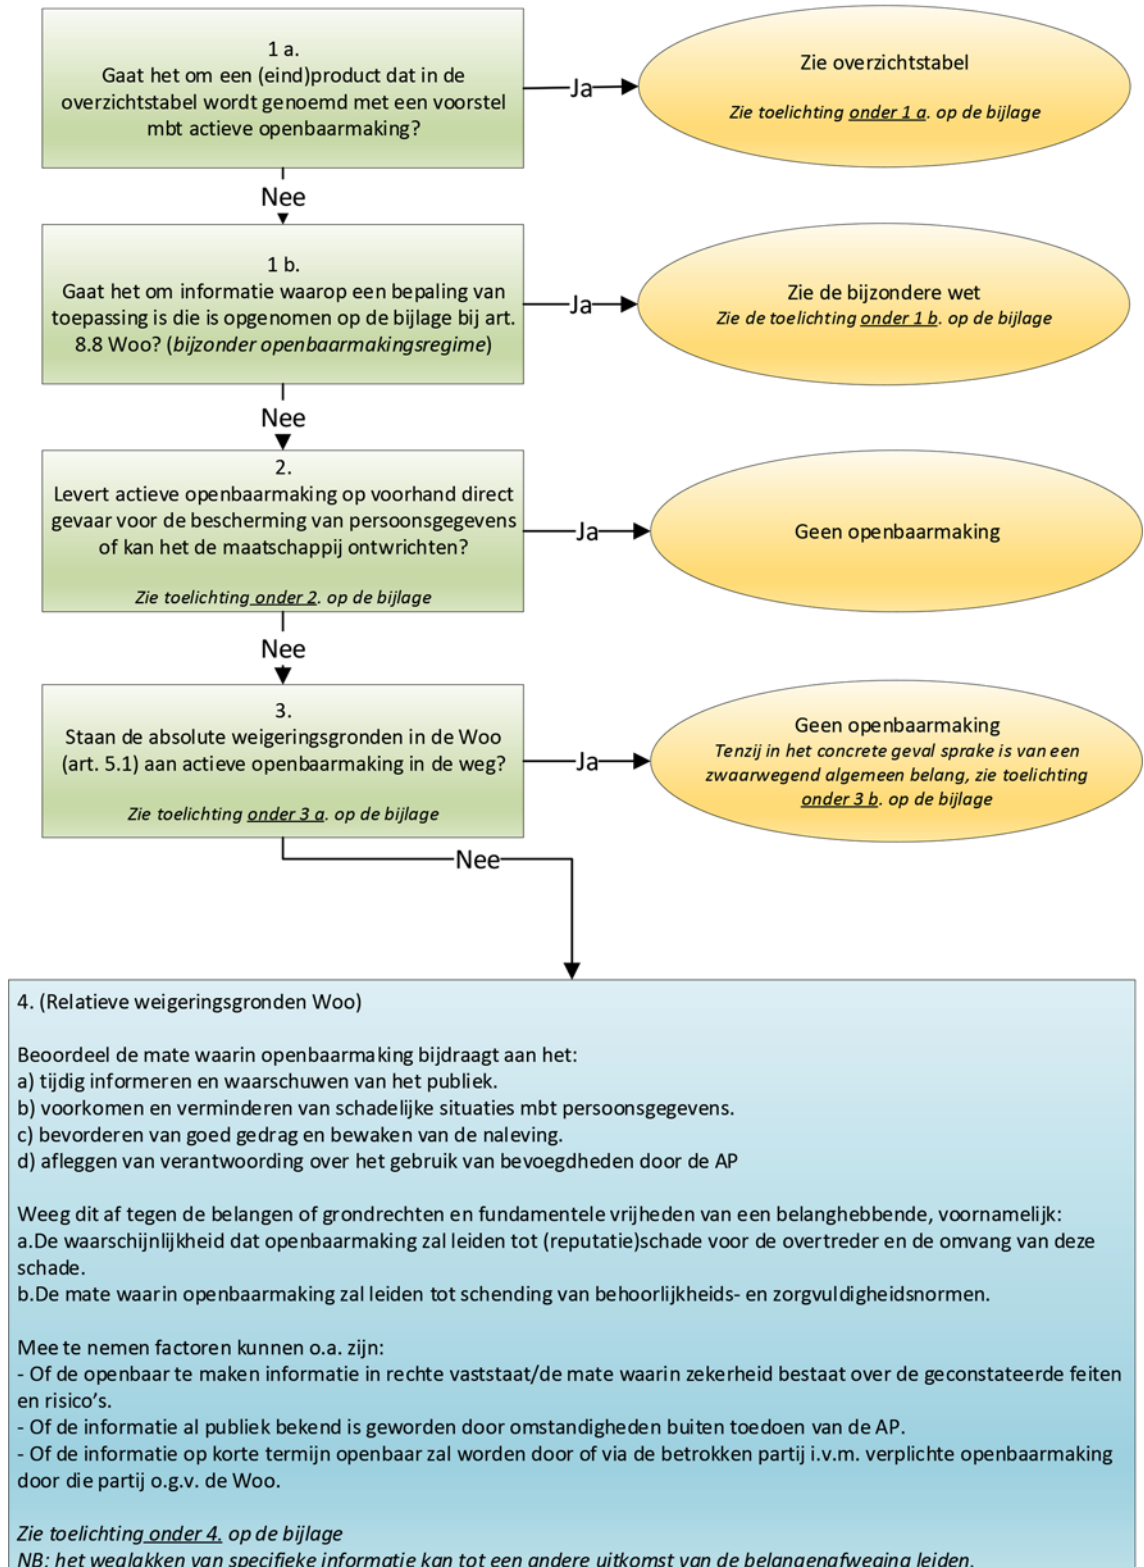 1 a.
Gaat het om een (eind)product dat in de
overzichtstabel wordt genoemd met een voorstel
mbt actieve openbaarmaking?
Ja
Zie overzichtstabel
Zie toelichting onder 1 a. op de bijlage
Nee
1 b.
Gaat het om informatie waarop een bepaling van
toepassing is die is opgenomen op de bijlage bij art.
8.8 Woo? (bijzonder openbaarmakingsregime)
Ja
Zie de bijzondere wet
Zie de toelichting onder 1 b. op de bijlage
Nee
2.
Levert actieve openbaarmaking op voorhand direct
gevaar voor de bescherming van persoonsgegevens
of kan het de maatschappij ontwrichten?
Zie toelichting onder 2. op de bijlage
Ja
Geen openbaarmaking
Nee
3.
Staan de absolute weigeringsgronden in de Woo
(art. 5.1) aan actieve openbaarmaking in de weg?
Zie toelichting onder 3 a. op de bijlage
Ja
Geen openbaarmaking
Tenzij in het concrete geval sprake is van een
zwaarwegend algemeen belang, zie toelichting
onder 3 b. op de bijlage
Nee
4. (Relatieve weigeringsgronden Woo)
Beoordeel de mate waarin openbaarmaking bijdraagt aan het:
a) tijdig informeren en waarschuwen van het publiek.
b) voorkomen en verminderen van schadelijke situaties mbt persoonsgegevens.
c) bevorderen van goed gedrag en bewaken van de naleving.
d) afleggen van verantwoording over het gebruik van bevoegdheden door de AP
Weeg dit af tegen de belangen of grondrechten en fundamentele vrijheden van een belanghebbende, voornamelijk:
a.De waarschijnlijkheid dat openbaarmaking zal leiden tot (reputatie)schade voor de overtreder en de omvang van deze
schade.
b.De mate waarin openbaarmaking zal leiden tot schending van behoorlijkheids- en zorgvuldigheidsnormen.
Mee te nemen factoren kunnen o.a. zijn:
- Of de openbaar te maken informatie in rechte vaststaat/de mate waarin zekerheid bestaat over de geconstateerde feiten
en risico's.
- Of de informatie al publiek bekend is geworden door omstandigheden buiten toedoen van de AP.
- Of de informatie op korte termijn openbaar zal worden door of via de betrokken partij i.v.m. verplichte openbaarmaking
door die partij o.g.v. de Woo.
Zie toelichting onder 4. op de bijlage
NB: het weglakken van specifieke informatie kan tot een andere uitkomst van de belangenafweging leiden.